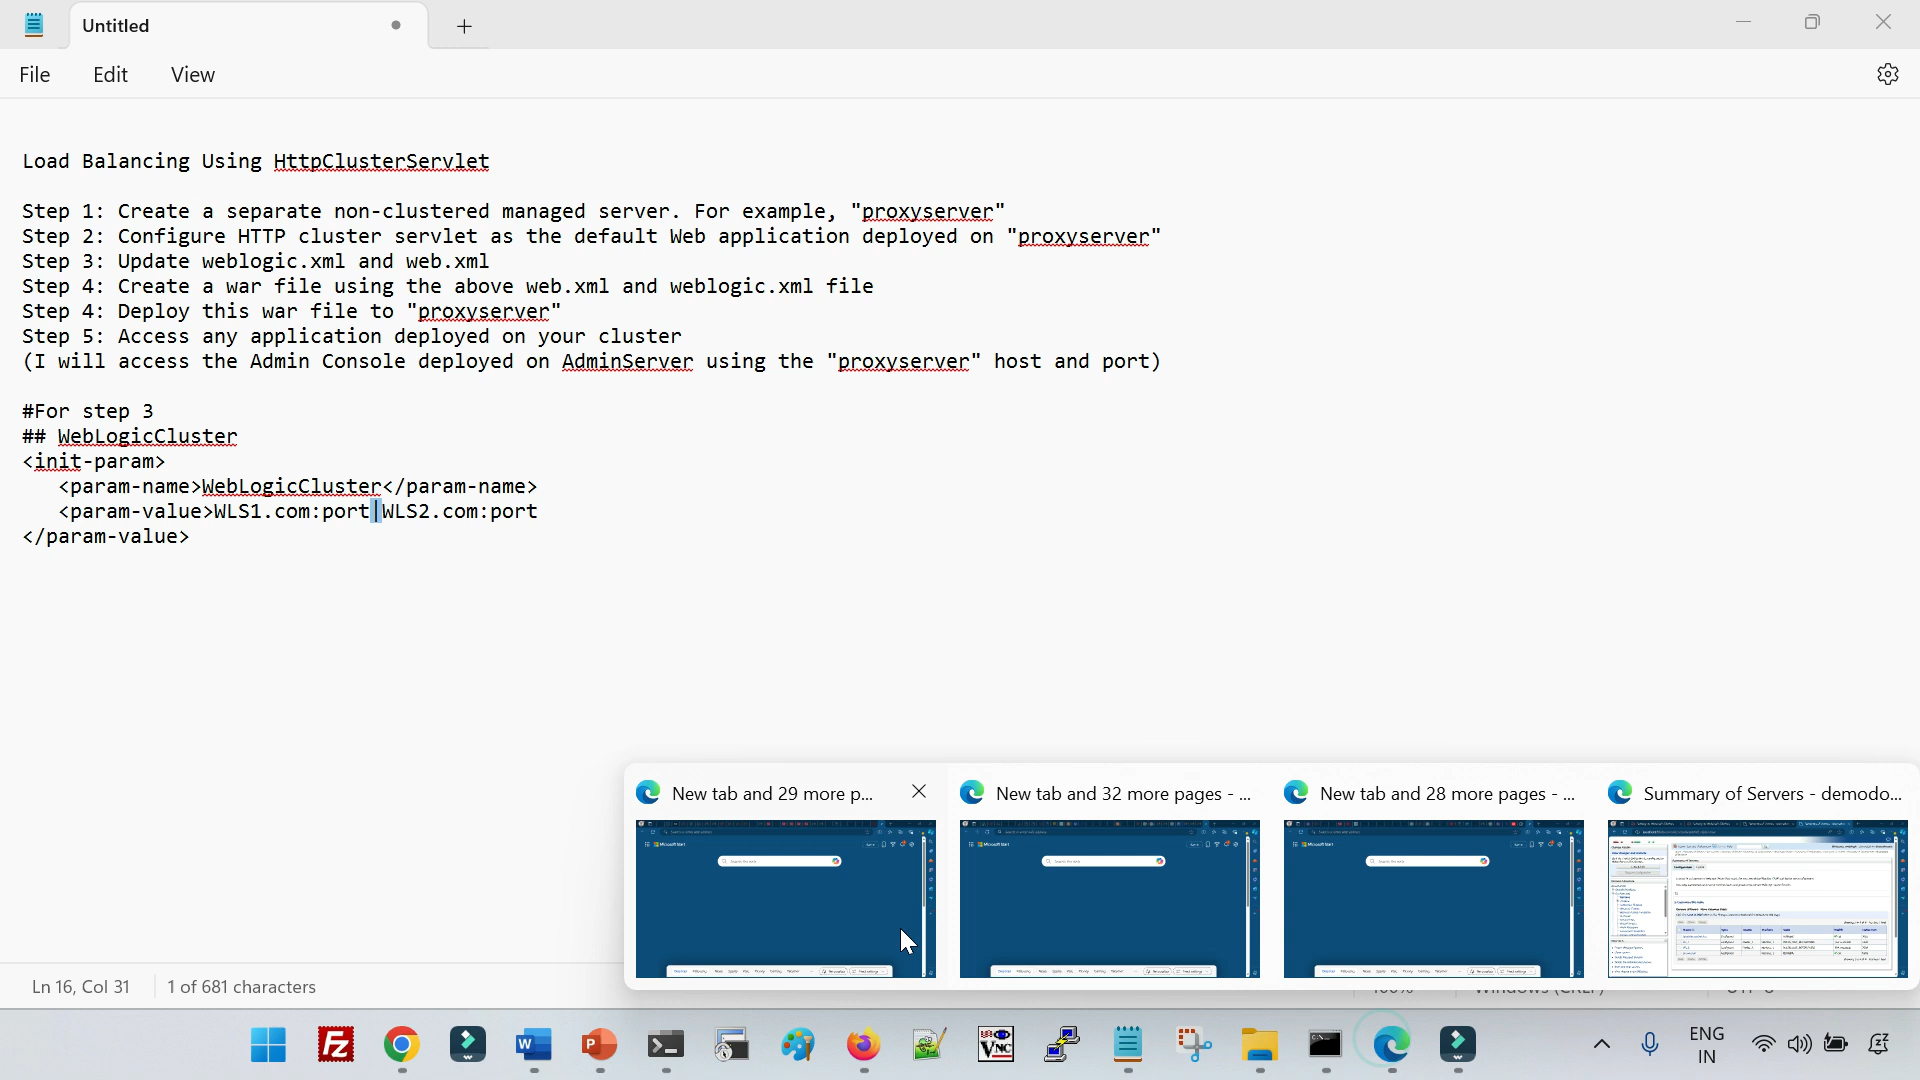 Untitled
File
Edit
View
Load Balancing Using HttpClusterServlet
Step 1: Create a separate non-clustered managed server. For example, "proxyserver"
Step 2: Configure HTTP cluster servlet as the default Web application deployed on "proxyserver"
Step 3: Update weblogic.xml and web.xml
Step 4: Create a war file using the above web.xml and weblogic.xml file
Step 4: Deploy this war file to "proxyserver"
Step 5: Access any application deployed on your cluster
(I will access the Admin Console deployed on AdminServer using the "proxyserver" host and port)
#For step 3
## WebLogicCluster
<init-param>
<param-name>WebLogicCluster</param-name>
<param-value>WLS1.com:port|WLS2.com:port
</param-value>
New tab and 29 more p...
New tab and 32 more pages - ...
New tab and 28 more pages - ...
Summary of Servers - demodo...
Ln 16, Col 31
1 of 681 characters
ENG
IN